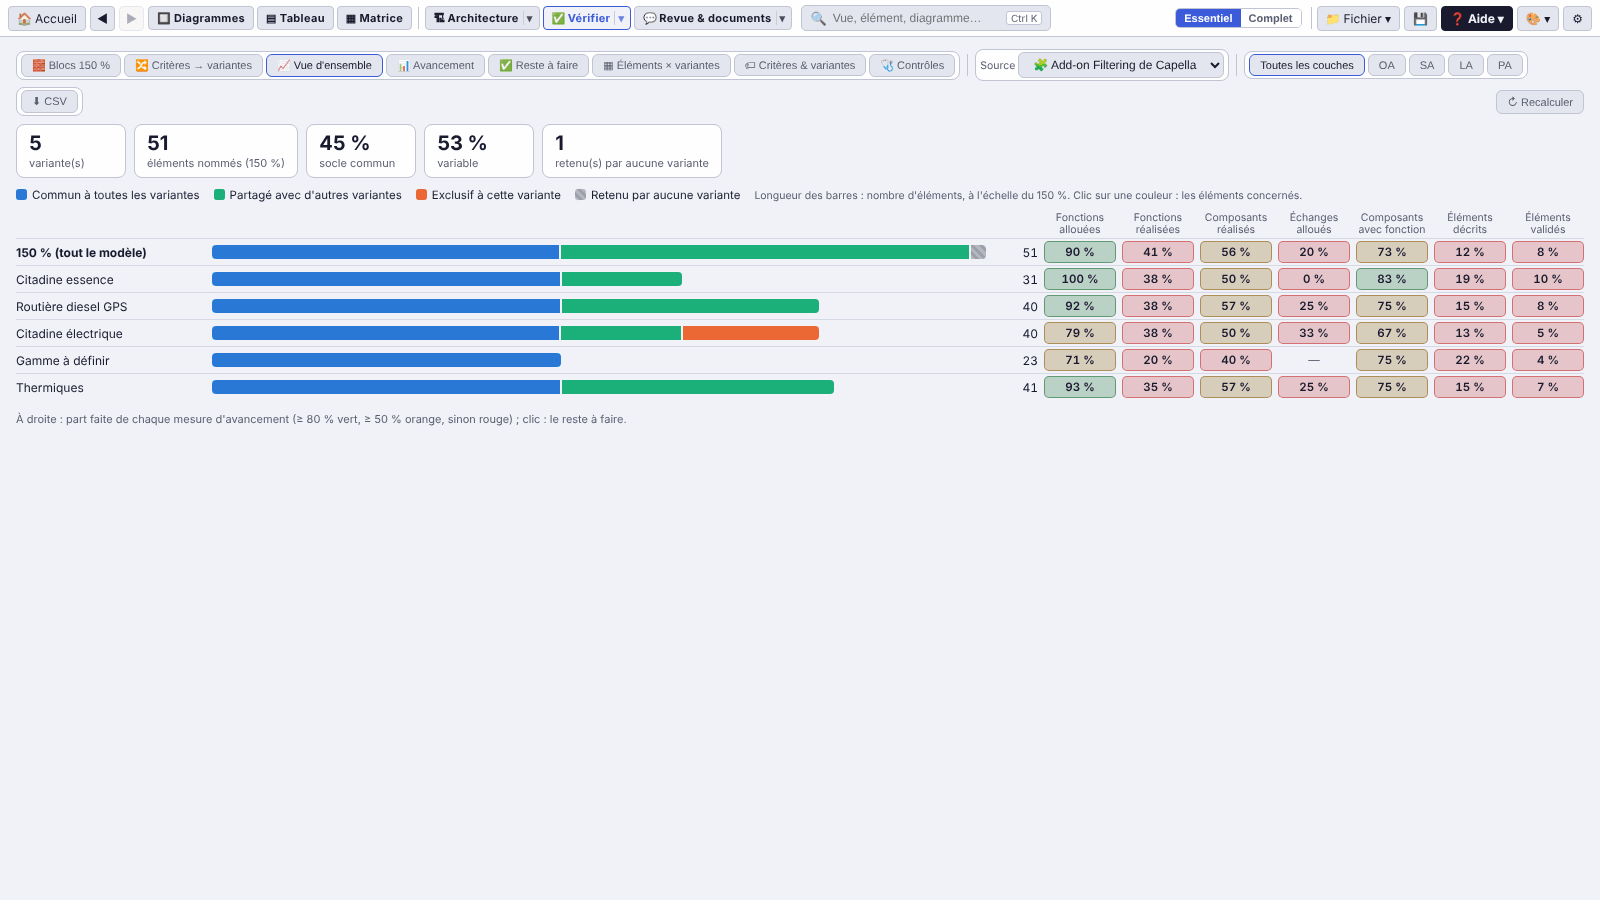 🏠 Accueil ◀ ▶ 🔲 Diagrammes ▤ Tableau ▦ Matrice 🏗 Architecture ▾ ✅ Vérifier ▾ 💬 Revue & documents ▾ 🔍 Vue, élément, diagramme… Ctrl K Essentiel Complet 📁 Fichier ▾ 💾 ❓ Aide ▾ 🎨 ▾ ⚙
🧱 Blocs 150 % 🔀 Critères → variantes 📈 Vue d'ensemble 📊 Avancement ✅ Reste à faire ▦ Éléments × variantes 🏷 Critères & variantes 🩺 Contrôles Source 🧩 Add-on Filtering de Capella Toutes les couches OA SA LA PA
⬇ CSV ↻ Recalculer
5 51 45 % 53 % 1
variante(s) éléments nommés (150 %) socle commun variable retenu(s) par aucune variante
Commun à toutes les variantes Partagé avec d'autres variantes Exclusif à cette variante Retenu par aucune variante Longueur des barres : nombre d'éléments, à l'échelle du 150 %. Clic sur une couleur : les éléments concernés.
Fonctions Fonctions Composants Échanges Composants Éléments Éléments
allouées réalisées réalisés alloués avec fonction décrits validés
150 % (tout le modèle) 51 90 % 41 % 56 % 20 % 73 % 12 % 8 %
Citadine essence 31 100 % 38 % 50 % 0 % 83 % 19 % 10 %
Routière diesel GPS 40 92 % 38 % 57 % 25 % 75 % 15 % 8 %
Citadine électrique 40 79 % 38 % 50 % 33 % 67 % 13 % 5 %
Gamme à définir 23 71 % 20 % 40 % — 75 % 22 % 4 %
Thermiques 41 93 % 35 % 57 % 25 % 75 % 15 % 7 %
À droite : part faite de chaque mesure d'avancement (≥ 80 % vert, ≥ 50 % orange, sinon rouge) ; clic : le reste à faire.